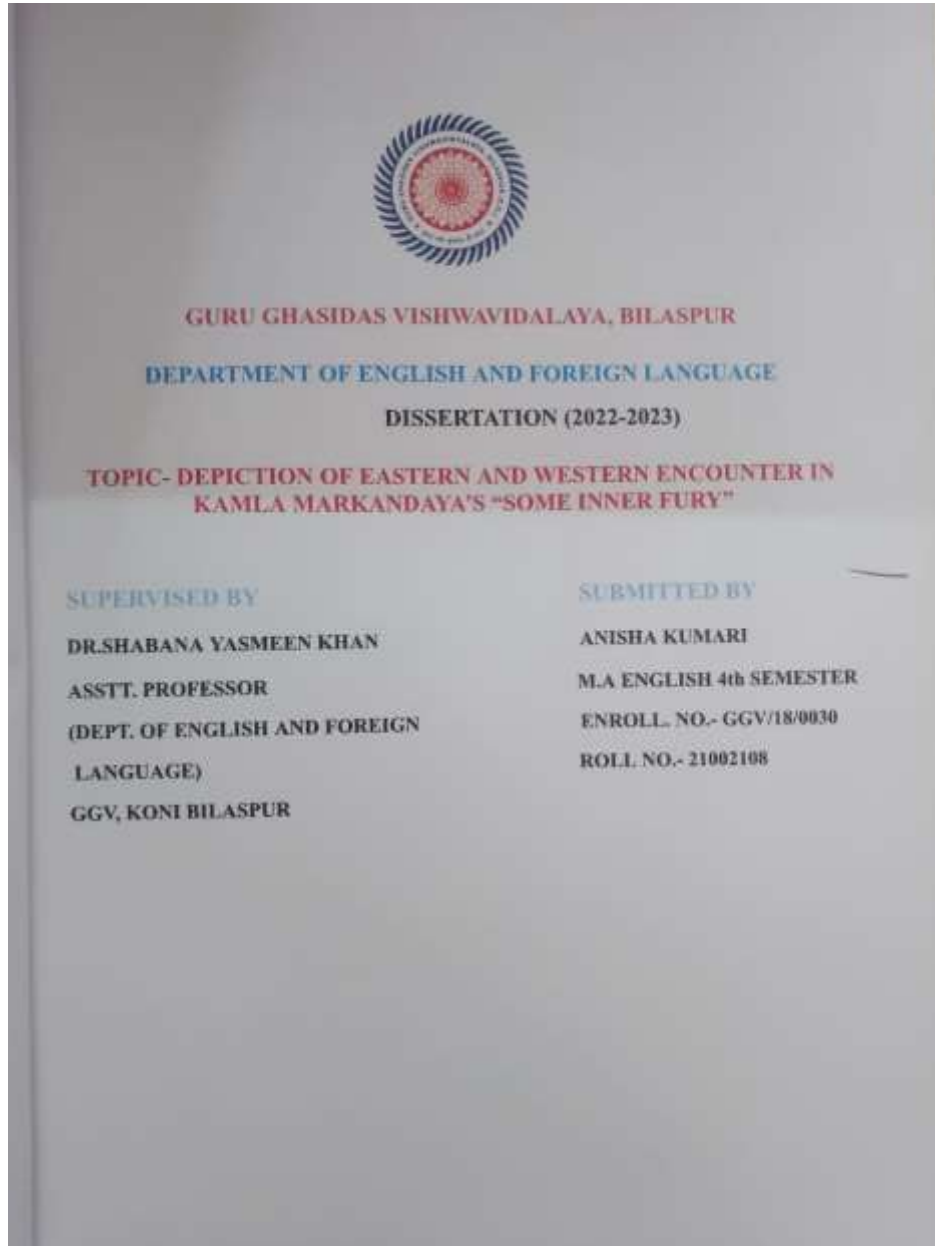 GURU GHASIDAS VISHWAVIDALAYA, BILASPUR
DEPARTMENT OF ENGLISH AND FOREIGN LANGUAGE
DISSERTATION (2022-2023)
TOPIC- DEPICTION OF EASTERN AND WESTERN ENCOUNTER IN
KAMLA MARKANDAYA'S “SOME INNER FURY”
SUPERVISED BY
DR.SHABANA YASMEEN KHAN
ASSTT. PROFESSOR
(DEPT. OF ENGLISH AND FOREIGN
LANGUAGE)
GGV, KONI BILASPUR
SUBMITTED BY
ANISHA KUMARI
M.A ENGLISH 4th SEMESTER
ENROLL. NO.- GGV/18/0030
ROLL NO.- 21002108